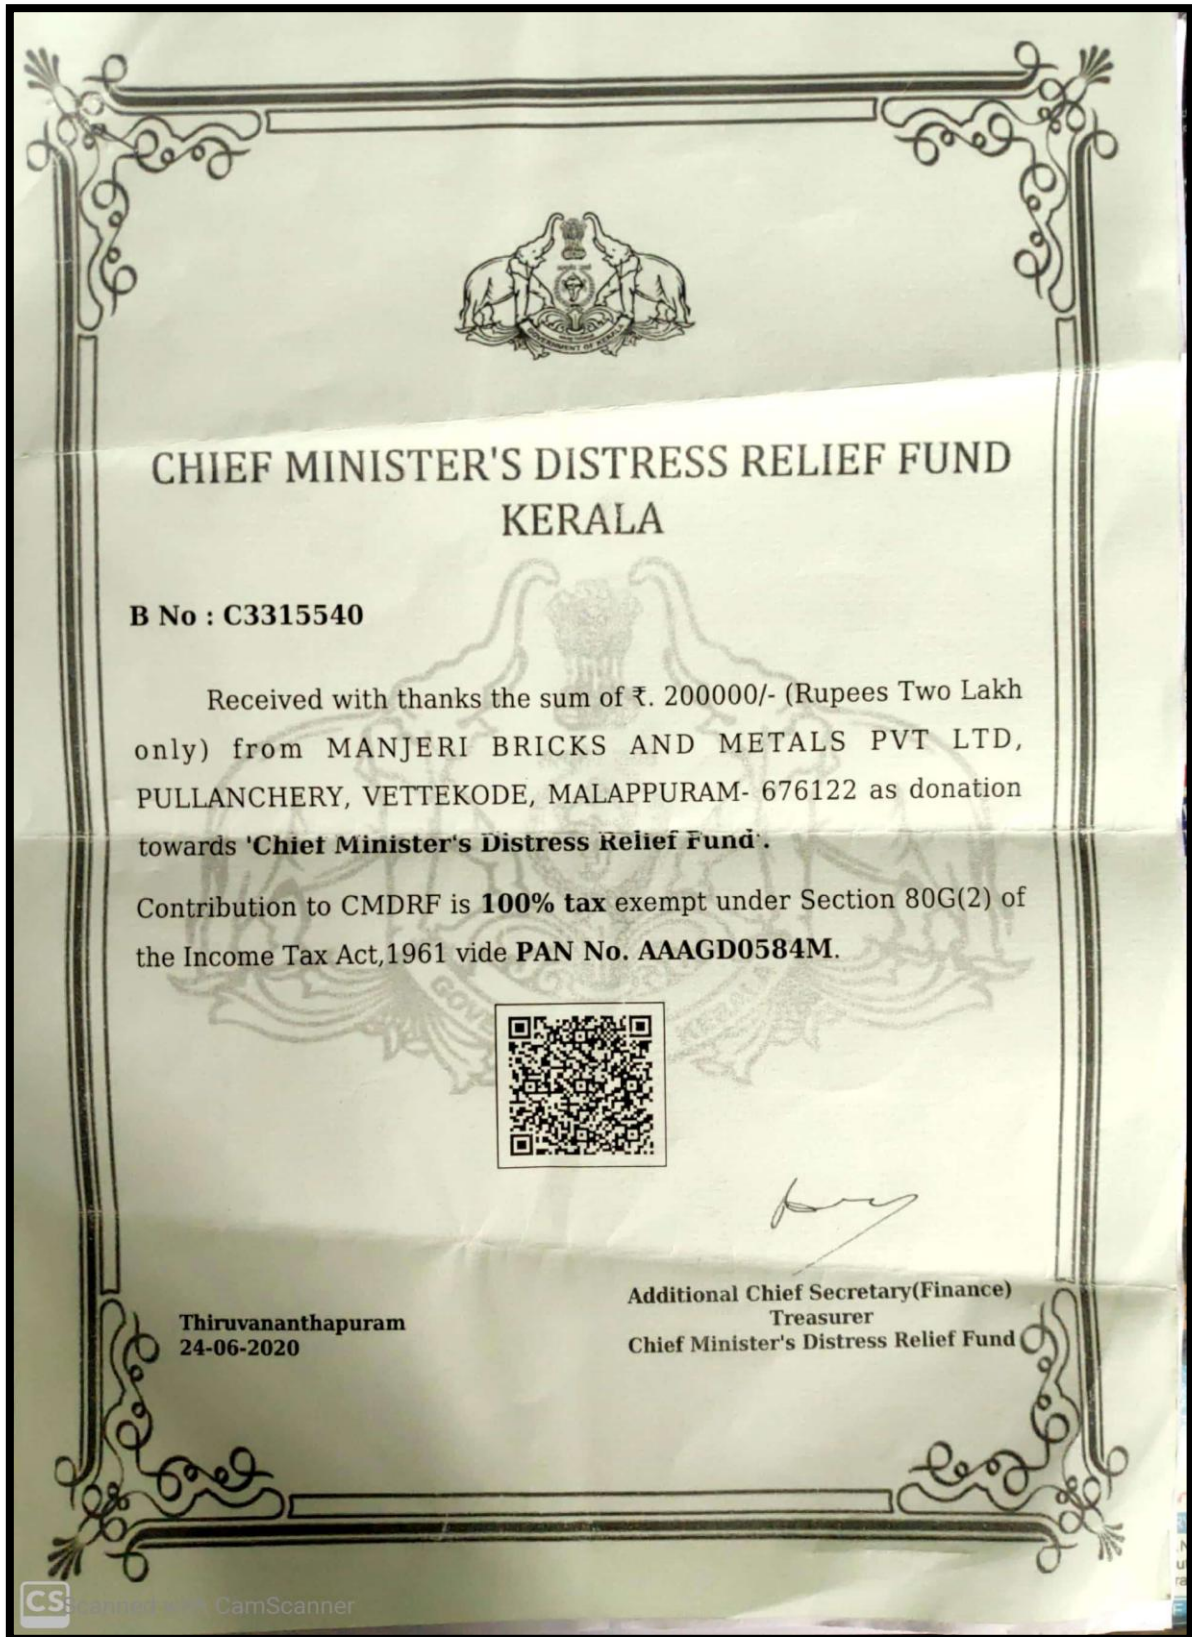 GOVERNMENT OF KERALA
CHIEF MINISTER'S DISTRESS RELIEF FUND
KERALA
B No : C3315540
Received with thanks the sum of ₹. 200000/- (Rupees Two Lakh
only) from MANJERI BRICKS AND METALS PVT LTD,
PULLANCHERY, VETTEKODE, MALAPPURAM- 676122 as donation
towards 'Chief Minister's Distress Relief Fund'.
Contribution to CMDRF is 100% tax exempt under Section 80G(2) of
the Income Tax Act,1961 vide PAN No. AAAGD0584M.
Additional Chief Secretary(Finance)
Treasurer
Chief Minister's Distress Relief Fund
Thiruvananthapuram
24-06-2020
CS Scanned with CamScanner